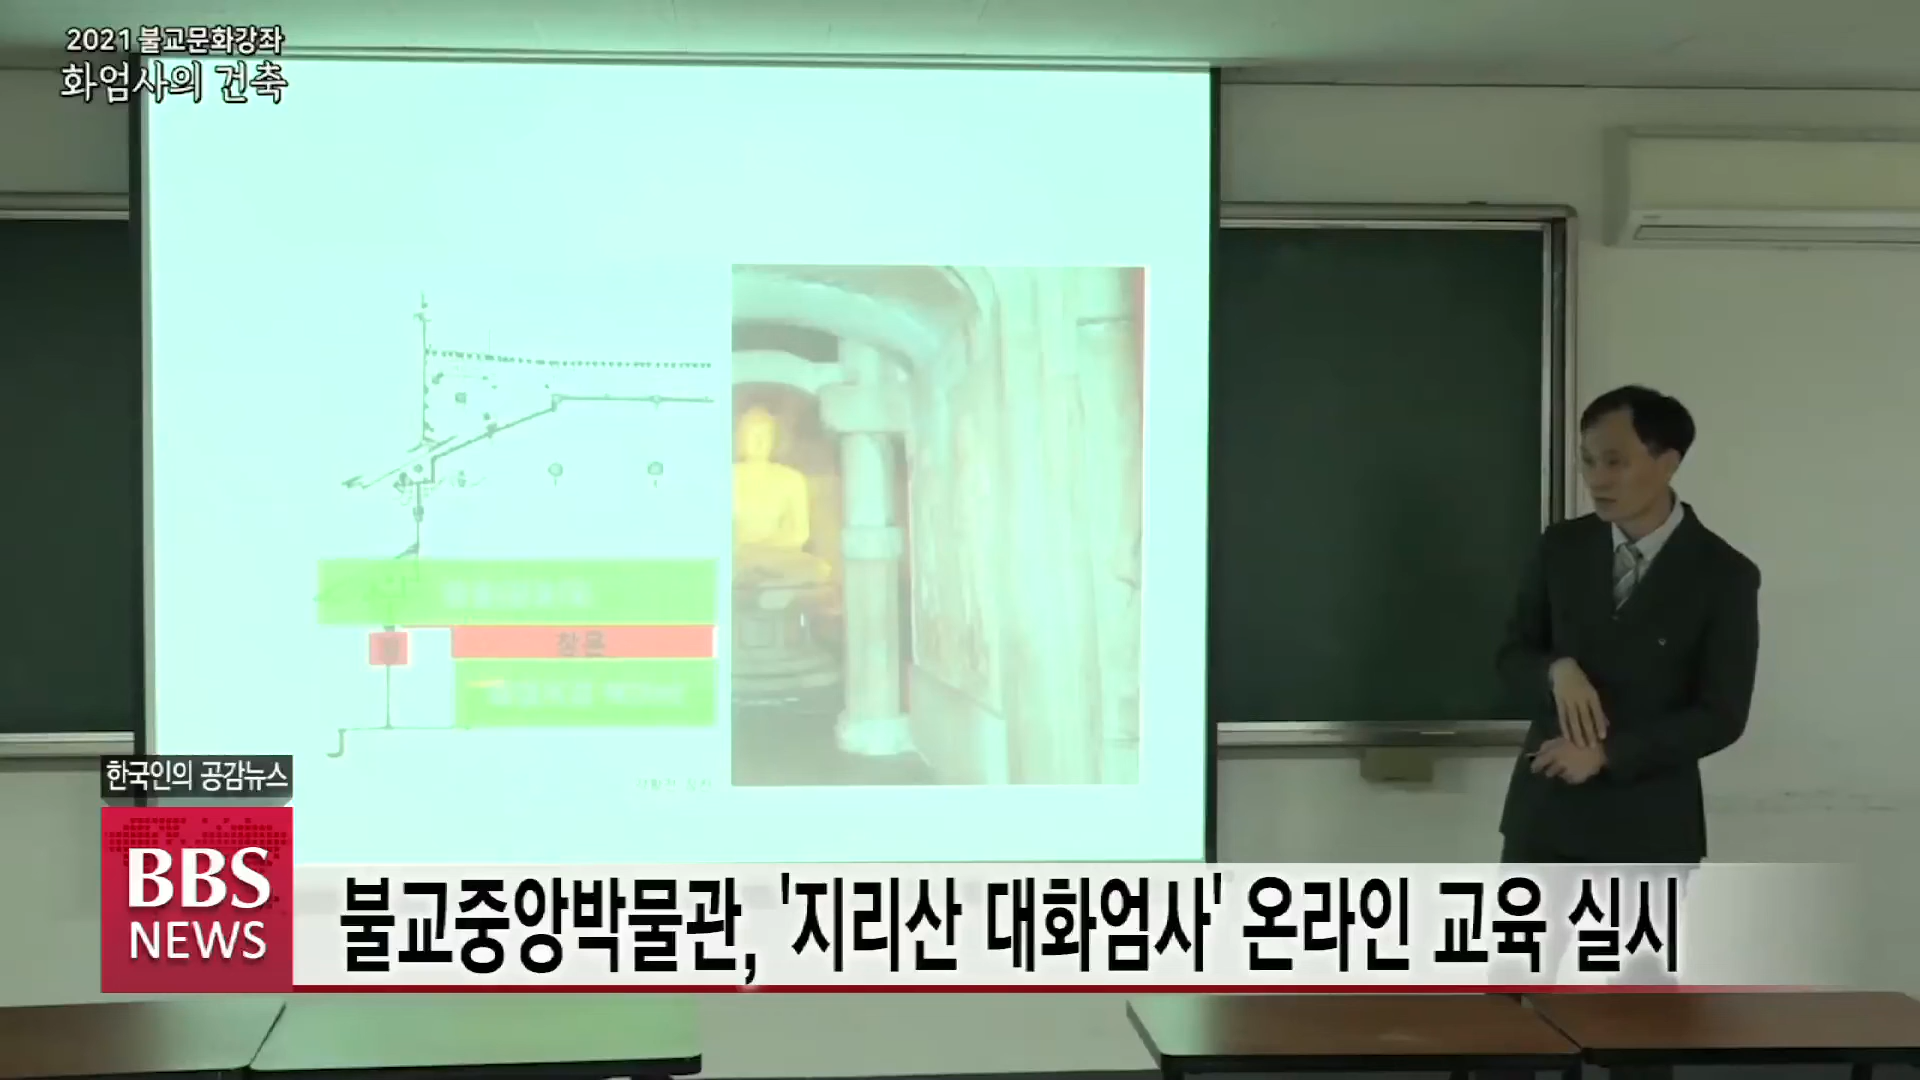 2021 불교문화강좌
화엄사의 건축
창문
한국인의 공감뉴스
BBS
NEWS
불교중앙박물관, '지리산 대화엄사' 온라인 교육 실시